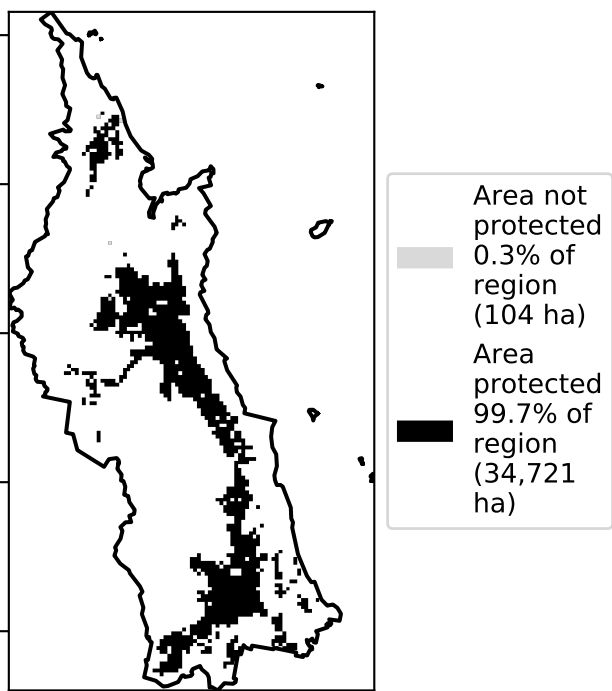 Area not
protected
0.3% of
region
(104 ha)
Area
protected
99.7% of
region
(34,721
ha)